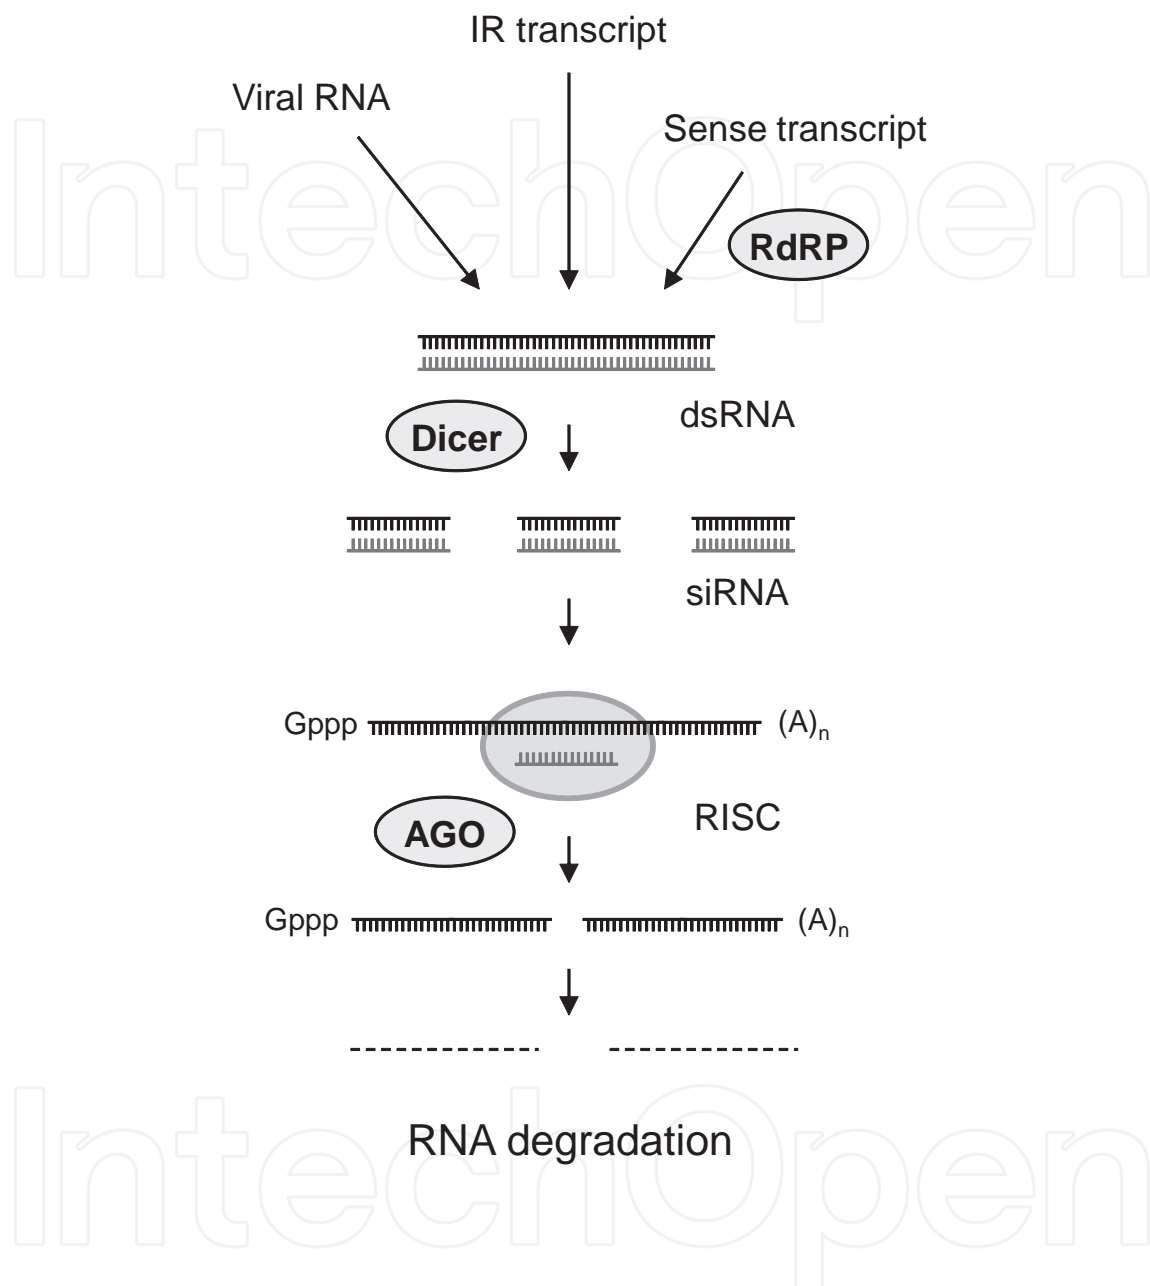 IR transcript
Viral RNA
Sense transcript
RdRP
dsRNA
Dicer
siRNA
Gppp (A)n
RISC
AGO
Gppp (A)n
RNA degradation
IntechOpen
IntechOpen